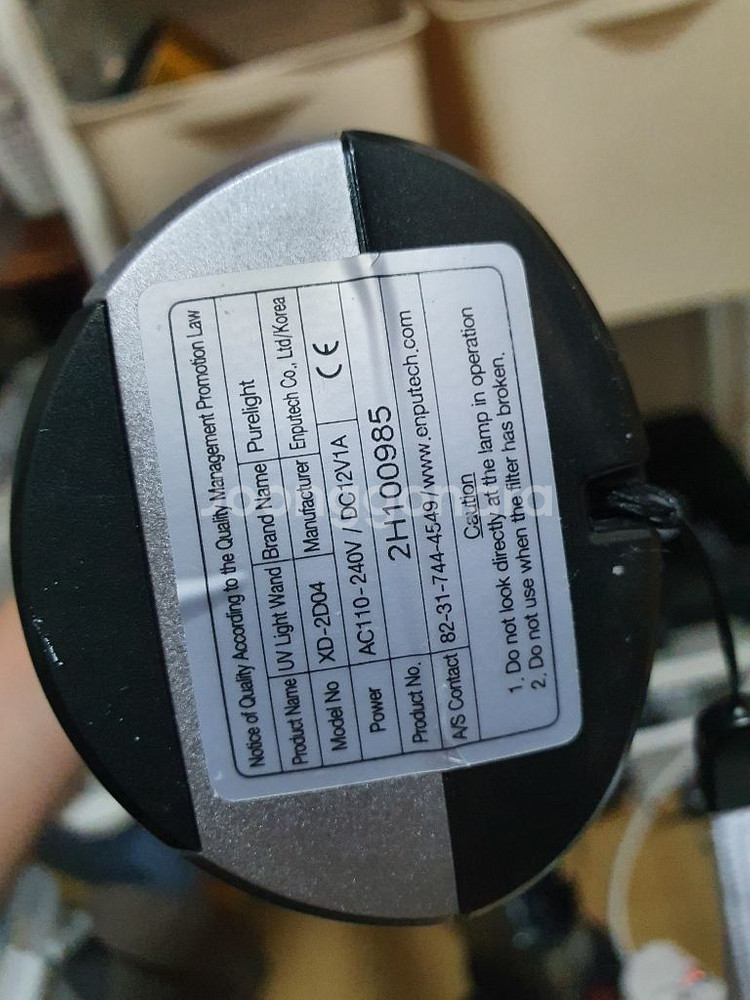 Notice of Quality According to the Quality Management Promotion Law
Product Name UV Light Wand Brand Name Purelight
Model No XD-2D04 Manufacturer Enputech Co., Ltd/Korea
Power AC110-240V / DC12V1A CE
Product No. 2H100985
A/S Contact 82-31-744-4549/www.enputech.com
Caution
1. Do not look directly at the lamp in operation
2. Do not use when the filter has broken.
joonggonara